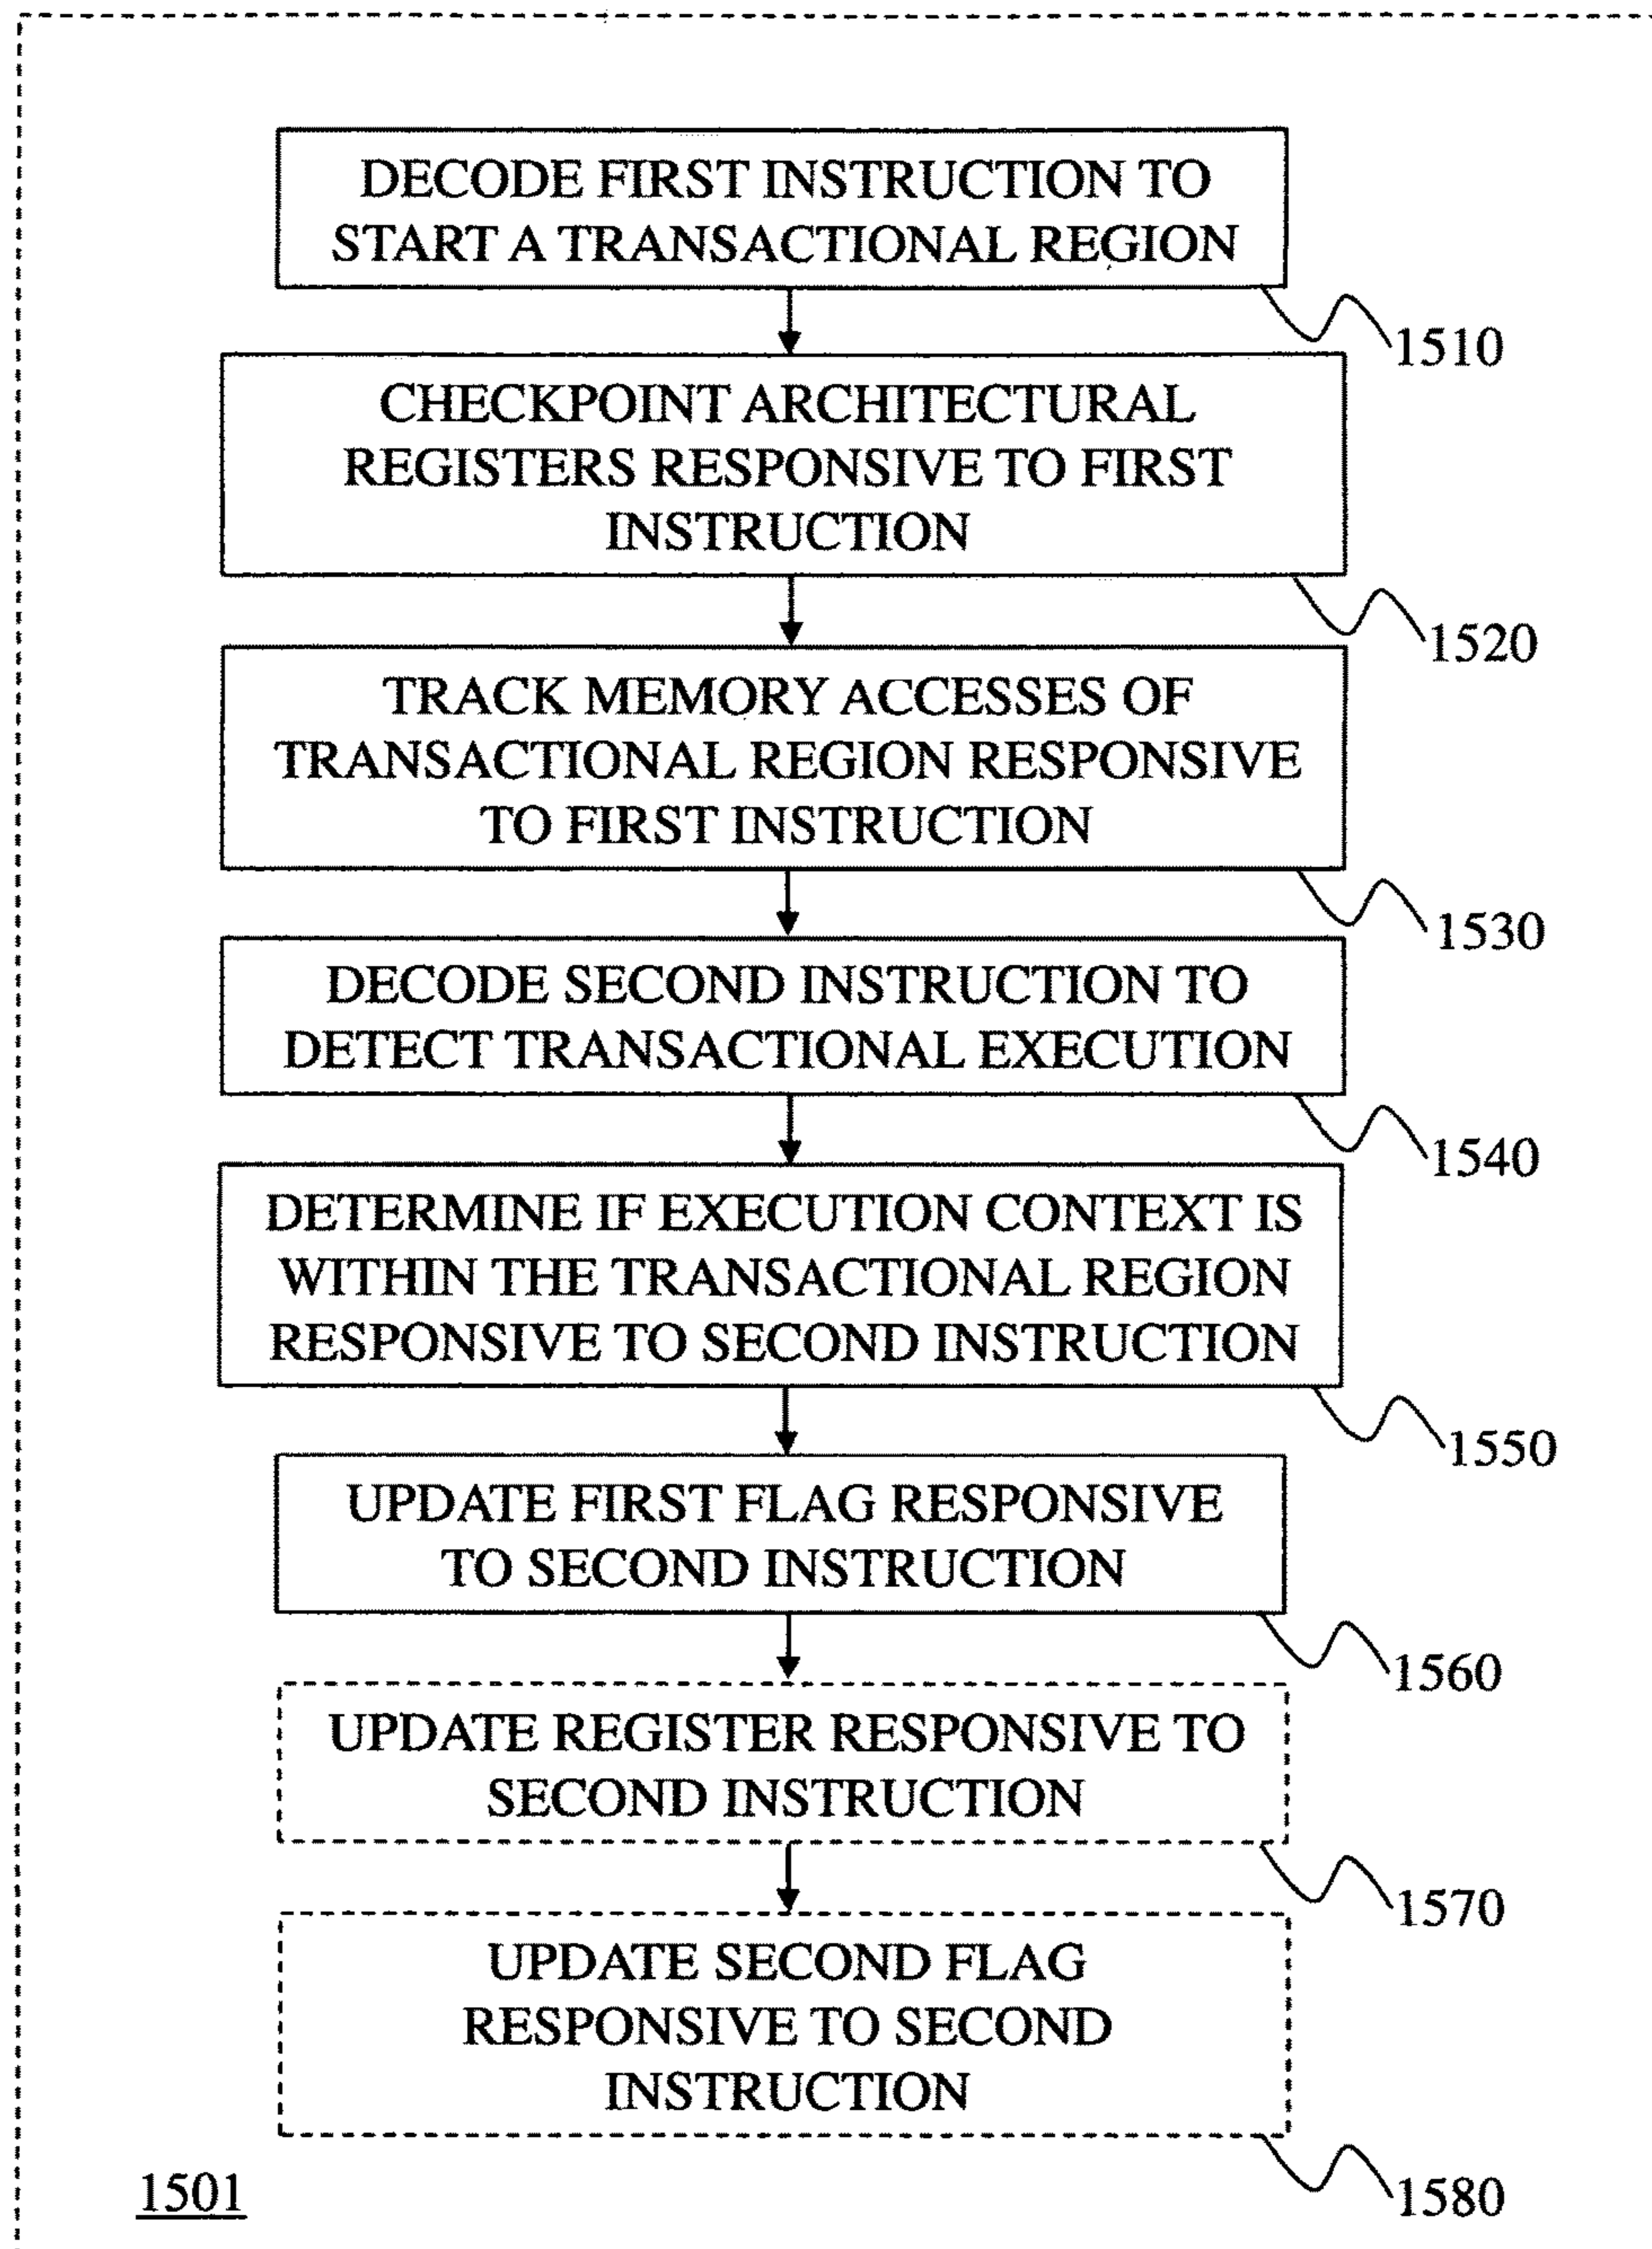 DECODE FIRST INSTRUCTION TO
START A TRANSACTIONAL REGION
1510
CHECKPOINT ARCHITECTURAL
REGISTERS RESPONSIVE TO FIRST
INSTRUCTION
1520
TRACK MEMORY ACCESSES OF
TRANSACTIONAL REGION RESPONSIVE
TO FIRST INSTRUCTION
1530
DECODE SECOND INSTRUCTION TO
DETECT TRANSACTIONAL EXECUTION
1540
DETERMINE IF EXECUTION CONTEXT IS
WITHIN THE TRANSACTIONAL REGION
RESPONSIVE TO SECOND INSTRUCTION
1550
UPDATE FIRST FLAG RESPONSIVE
TO SECOND INSTRUCTION
1560
UPDATE REGISTER RESPONSIVE TO
SECOND INSTRUCTION
1570
UPDATE SECOND FLAG
RESPONSIVE TO SECOND
INSTRUCTION
1580
1501